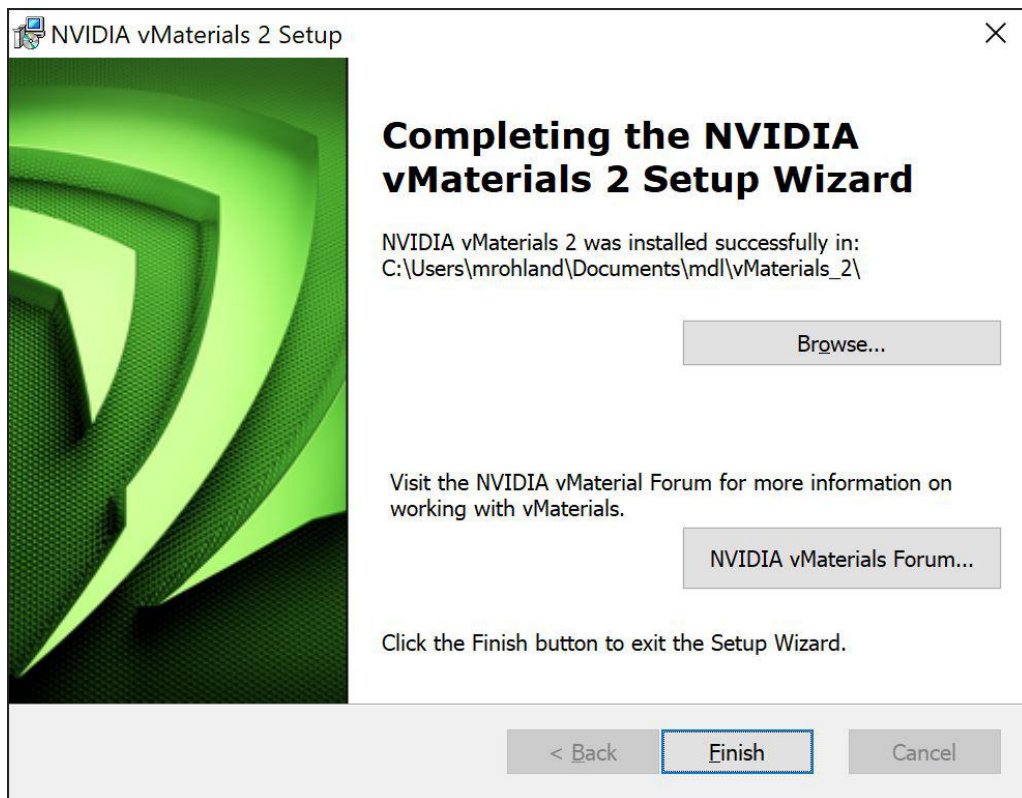 NVIDIA vMaterials 2 Setup
Completing the NVIDIA
vMaterials 2 Setup Wizard
NVIDIA vMaterials 2 was installed successfully in:
C:\Users\mrohland\Documents\mdl\vMaterials_2\
Browse...
Visit the NVIDIA vMaterial Forum for more information on
working with vMaterials.
NVIDIA vMaterials Forum...
Click the Finish button to exit the Setup Wizard.
< Back
Finish
Cancel